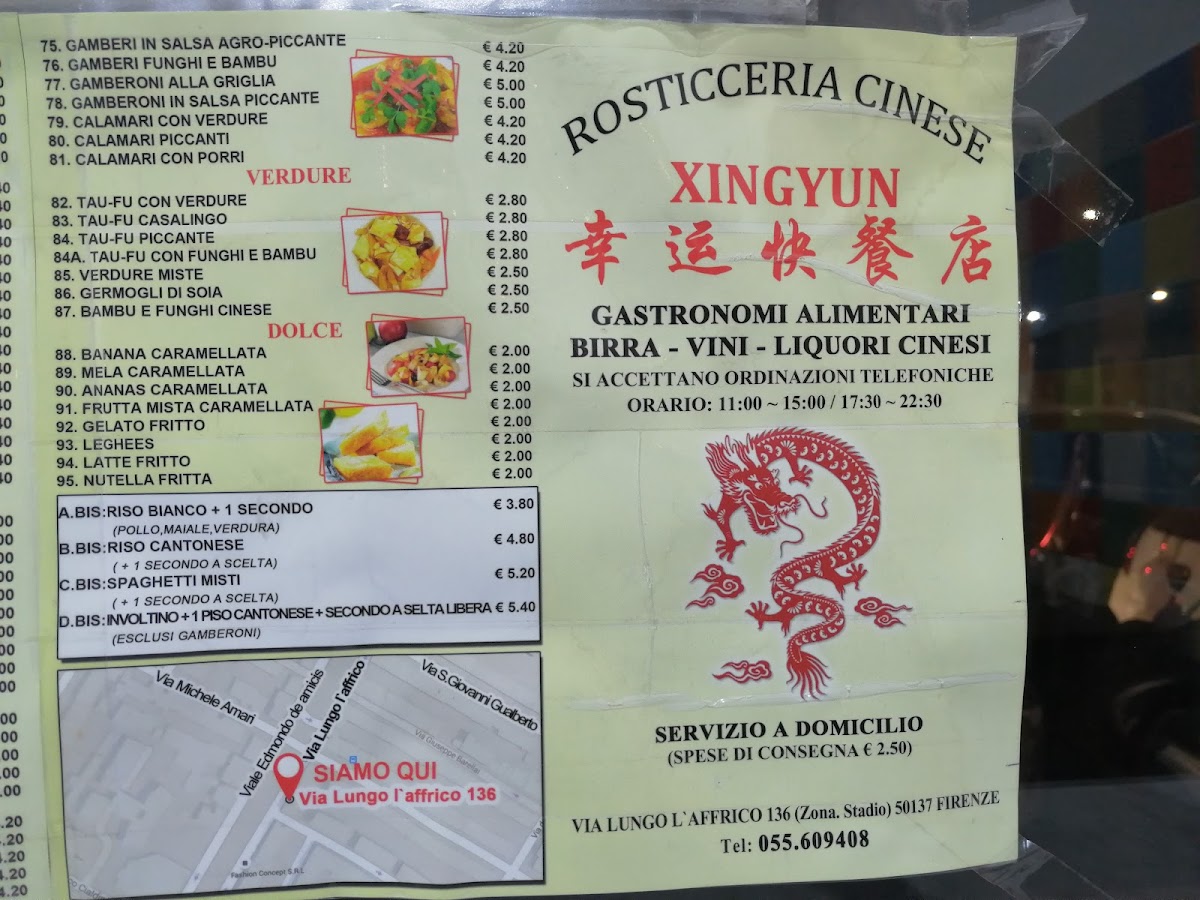 75. GAMBERI IN SALSA AGRO-PICCANTE € 4.20
76. GAMBERI FUNGHI E BAMBU € 4.20
77. GAMBERONI ALLA GRIGLIA € 5.00
78. GAMBERONI IN SALSA PICCANTE € 5.00
79. CALAMARI CON VERDURE € 4.20
80. CALAMARI PICCANTI € 4.20
81. CALAMARI CON PORRI € 4.20
VERDURE
82. TAU-FU CON VERDURE € 2.80
83. TAU-FU CASALINGO € 2.80
84. TAU-FU PICCANTE € 2.80
84A. TAU-FU CON FUNGHI E BAMBU € 2.80
85. VERDURE MISTE € 2.50
86. GERMOGLI DI SOIA € 2.50
87. BAMBU E FUNGHI CINESE € 2.50
DOLCE
88. BANANA CARAMELLATA € 2.00
89. MELA CARAMELLATA € 2.00
90. ANANAS CARAMELLATA € 2.00
91. FRUTTA MISTA CARAMELLATA € 2.00
92. GELATO FRITTO € 2.00
93. LEGHEES € 2.00
94. LATTE FRITTO € 2.00
95. NUTELLA FRITTA € 2.00
A.BIS:RISO BIANCO + 1 SECONDO € 3.80
(POLLO,MAIALE,VERDURA)
B.BIS:RISO CANTONESE € 4.80
( + 1 SECONDO A SCELTA)
C.BIS:SPAGHETTI MISTI € 5.20
( + 1 SECONDO A SCELTA)
D.BIS:INVOLTINO + 1 PISO CANTONESE + SECONDO A SELTA LIBERA € 5.40
(ESCLUSI GAMBERONI)
Via Michele Amari
Viale Edmondo de amicis
Via Lungo l'affrico
Via S.Giovanni Gualberto
SIAMO QUI
Via Lungo l`affrico 136
Fashion Concept S.R.L
ROSTICCERIA CINESE
XINGYUN
幸运快餐店
GASTRONOMI ALIMENTARI
BIRRA - VINI - LIQUORI CINESI
SI ACCETTANO ORDINAZIONI TELEFONICHE
ORARIO: 11:00 ~ 15:00 / 17:30 ~ 22:30
SERVIZIO A DOMICILIO
(SPESE DI CONSEGNA € 2.50)
VIA LUNGO L`AFFRICO 136 (Zona. Stadio) 50137 FIRENZE
Tel: 055.609408